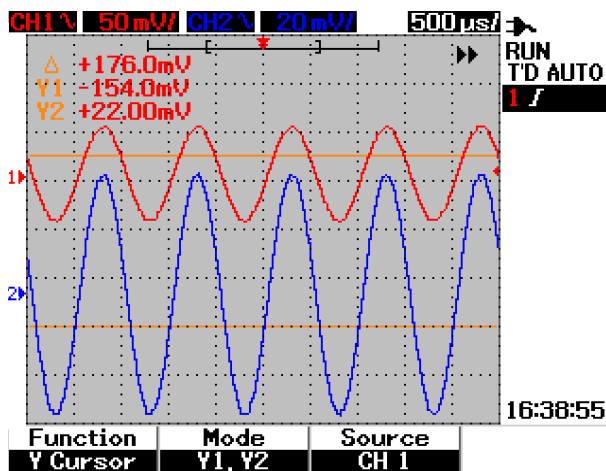 CH1 ∿ 50 mV/ CH2 ∿ 20 mV/ 500 µs/
RUN
T'D AUTO
1
Δ +176.0mV
Y1 -154.0mV
Y2 +22.00mV
1
2
16:38:55
Function Mode Source
Y Cursor Y1, Y2 CH 1